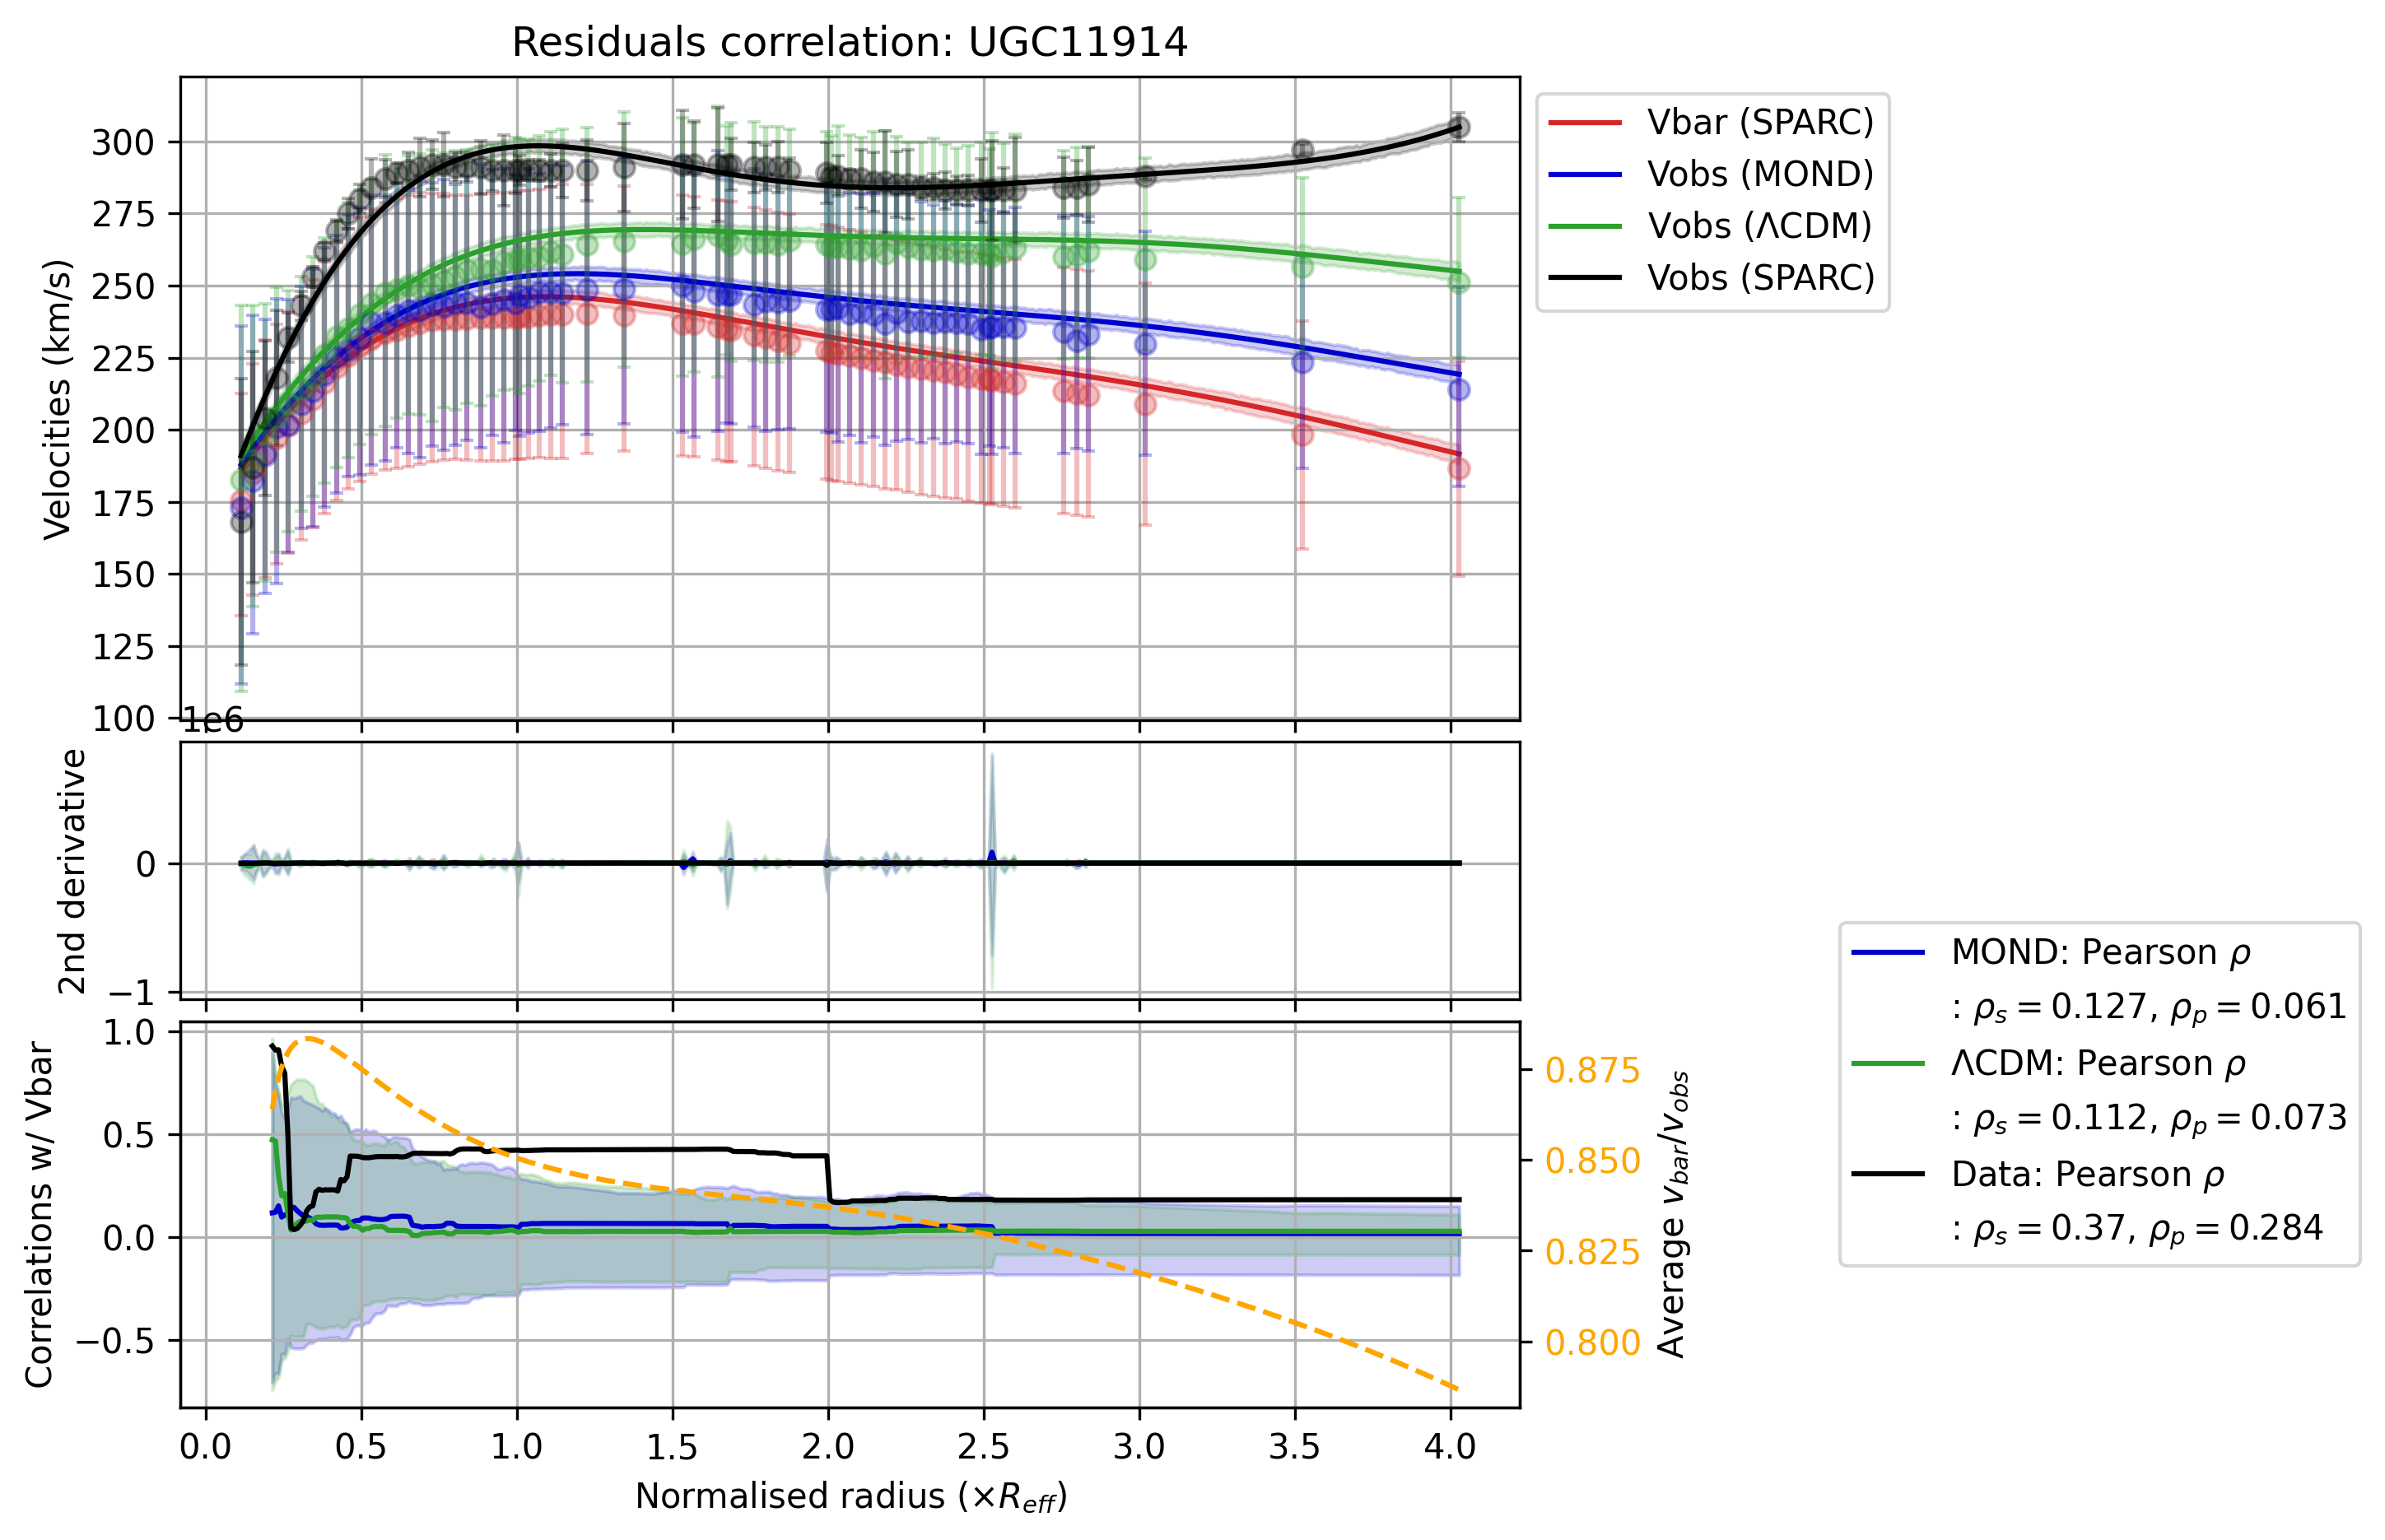 Residuals correlation: UGC11914
Velocities (km/s)
300
275
250
225
200
175
150
125
100
Vbar (SPARC)
Vobs (MOND)
Vobs (ΛCDM)
Vobs (SPARC)
1e6
2nd derivative
0
−1
Correlations w/ Vbar
1.0
0.5
0.0
−0.5
0.875
0.850
0.825
0.800
Average v_bar/v_obs
MOND: Pearson ρ
: ρ_s = 0.127, ρ_p = 0.061
ΛCDM: Pearson ρ
: ρ_s = 0.112, ρ_p = 0.073
Data: Pearson ρ
: ρ_s = 0.37, ρ_p = 0.284
0.0 0.5 1.0 1.5 2.0 2.5 3.0 3.5 4.0
Normalised radius (×R_eff)